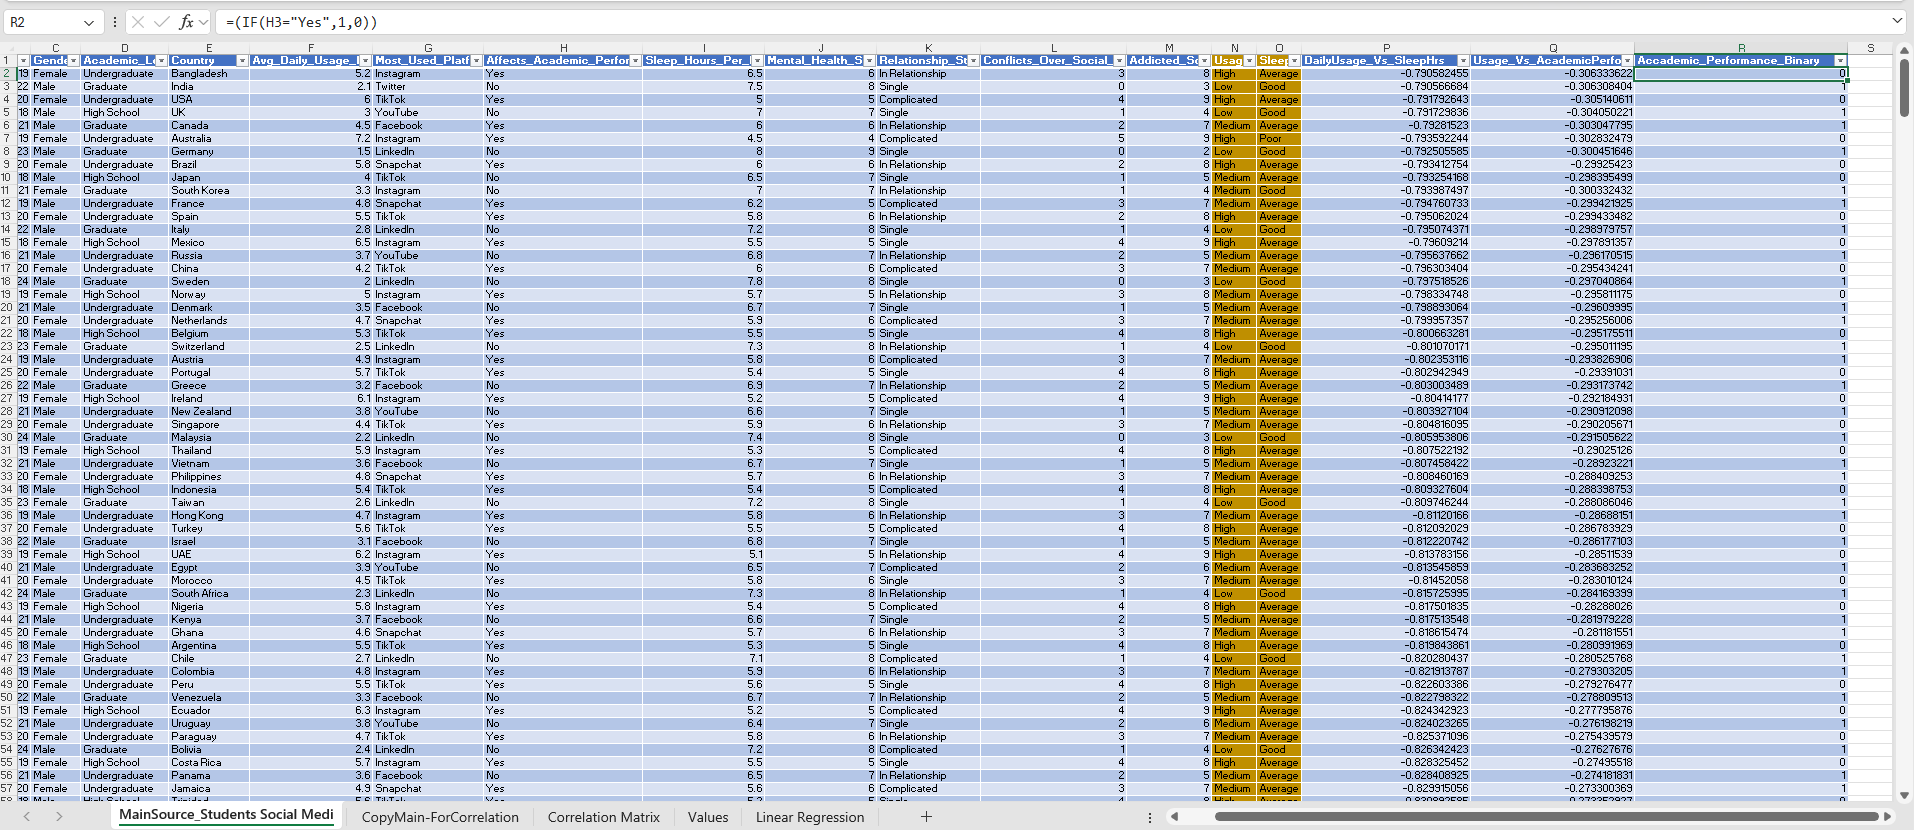 R2 fx =(IF(H3="Yes",1,0))
C D E F G H I J K L M N O P Q R S
1 Gende Academic_Le Country Avg_Daily_Usage_ Most_Used_Platf Affects_Academic_Perfor Sleep_Hours_Per_ Mental_Health_S Relationship_St Conflicts_Over_Social_ Addicted_Sc Usag Sleep DailyUsage_Vs_SleepHrs Usage_Vs_AcademicPerfo Accademic_Performance_Binary
2 19 Female Undergraduate Bangladesh 5.2 Instagram Yes 6.5 6 In Relationship 3 8 High Average -0.790582455 -0.306333622 0
3 22 Male Graduate India 2.1 Twitter No 7.5 8 Single 0 3 Low Good -0.790566684 -0.306308404 1
4 20 Female Undergraduate USA 6 TikTok Yes 5 5 Complicated 4 9 High Average -0.791792643 -0.305140611 0
5 18 Male High School UK 3 YouTube No 7 7 Single 1 4 Low Good -0.791729836 -0.304050221 1
6 21 Male Graduate Canada 4.5 Facebook Yes 6 6 In Relationship 2 7 Medium Average -0.79281523 -0.303047795 1
7 19 Female Undergraduate Australia 7.2 Instagram Yes 4.5 4 Complicated 5 9 High Poor -0.793592244 -0.302832479 0
8 23 Male Graduate Germany 1.5 LinkedIn No 8 9 Single 0 2 Low Good -0.792505585 -0.300451646 1
9 20 Female Undergraduate Brazil 5.8 Snapchat Yes 6 6 In Relationship 2 8 High Average -0.793412754 -0.29925423 0
10 18 Male High School Japan 4 TikTok No 6.5 7 Single 1 5 Medium Average -0.793254168 -0.298395499 0
11 21 Female Graduate South Korea 3.3 Instagram No 7 7 In Relationship 1 4 Medium Good -0.793987497 -0.300332432 1
12 19 Male Undergraduate France 4.8 Snapchat Yes 6.2 5 Complicated 3 7 Medium Average -0.794760733 -0.299421925 1
13 20 Female Undergraduate Spain 5.5 TikTok Yes 5.8 6 In Relationship 2 8 High Average -0.795062024 -0.299433482 0
14 22 Male Graduate Italy 2.8 LinkedIn No 7.2 8 Single 1 4 Low Good -0.795074371 -0.298979757 1
15 18 Female High School Mexico 6.5 Instagram Yes 5.5 5 Single 4 9 High Average -0.79609214 -0.297891357 0
16 21 Male Undergraduate Russia 3.7 YouTube No 6.8 7 In Relationship 2 5 Medium Average -0.795637662 -0.296170515 1
17 20 Female Undergraduate China 4.2 TikTok Yes 6 6 Complicated 3 7 Medium Average -0.796303404 -0.295434241 0
18 24 Male Graduate Sweden 2 LinkedIn No 7.8 8 Single 0 3 Low Good -0.797518526 -0.297040864 1
19 19 Female High School Norway 5 Instagram Yes 5.7 5 In Relationship 3 8 Medium Average -0.798334748 -0.295811175 0
20 21 Male Undergraduate Denmark 3.5 Facebook No 6.7 7 Single 1 5 Medium Average -0.798893064 -0.29609995 1
21 20 Female Undergraduate Netherlands 4.7 Snapchat Yes 5.9 6 Complicated 3 7 Medium Average -0.799957357 -0.295256006 1
22 18 Male High School Belgium 5.3 TikTok Yes 5.5 5 Single 4 8 High Average -0.800663281 -0.295175511 0
23 23 Female Graduate Switzerland 2.5 LinkedIn No 7.3 8 In Relationship 1 4 Low Good -0.801070171 -0.295011195 1
24 19 Male Undergraduate Austria 4.9 Instagram Yes 5.8 6 Complicated 3 7 Medium Average -0.802353116 -0.293826906 1
25 20 Female Undergraduate Portugal 5.7 TikTok Yes 5.4 5 Single 4 8 High Average -0.802942949 -0.29391031 0
26 22 Male Graduate Greece 3.2 Facebook No 6.9 7 In Relationship 2 5 Medium Average -0.803003489 -0.293173742 1
27 19 Female High School Ireland 6.1 Instagram Yes 5.2 5 Complicated 4 9 High Average -0.80414177 -0.292184931 0
28 21 Male Undergraduate New Zealand 3.8 YouTube No 6.6 7 Single 1 5 Medium Average -0.803927104 -0.290912098 1
29 20 Female Undergraduate Singapore 4.4 TikTok Yes 5.9 6 In Relationship 3 7 Medium Average -0.804816095 -0.290205671 0
30 24 Male Graduate Malaysia 2.2 LinkedIn No 7.4 8 Single 0 3 Low Good -0.805953806 -0.291505622 1
31 19 Female High School Thailand 5.9 Instagram Yes 5.3 5 Complicated 4 8 High Average -0.807522192 -0.29025126 0
32 21 Male Undergraduate Vietnam 3.6 Facebook No 6.7 7 Single 1 5 Medium Average -0.807458422 -0.28923221 1
33 20 Female Undergraduate Philippines 4.8 Snapchat Yes 5.7 6 In Relationship 3 7 Medium Average -0.808460169 -0.288409253 1
34 18 Male High School Indonesia 5.4 TikTok Yes 5.4 5 Complicated 4 8 High Average -0.809327604 -0.288398753 0
35 23 Female Graduate Taiwan 2.6 LinkedIn No 7.2 8 Single 1 4 Low Good -0.809746244 -0.288086046 1
36 19 Male Undergraduate Hong Kong 4.7 Instagram Yes 5.8 6 In Relationship 3 7 Medium Average -0.81120166 -0.28688151 1
37 20 Female Undergraduate Turkey 5.6 TikTok Yes 5.5 5 Complicated 4 8 High Average -0.812092029 -0.286783929 0
38 22 Male Graduate Israel 3.1 Facebook No 6.8 7 Single 1 5 Medium Average -0.812220742 -0.286177103 1
39 19 Female High School UAE 6.2 Instagram Yes 5.1 5 In Relationship 4 9 High Average -0.813783156 -0.28511539 0
40 21 Male Undergraduate Egypt 3.9 YouTube No 6.5 7 Complicated 2 6 Medium Average -0.813545859 -0.283683252 1
41 20 Female Undergraduate Morocco 4.5 TikTok Yes 5.8 6 Single 3 7 Medium Average -0.81452058 -0.283010124 0
42 24 Male Graduate South Africa 2.3 LinkedIn No 7.3 8 In Relationship 1 4 Low Good -0.815725995 -0.284169399 1
43 19 Female High School Nigeria 5.8 Instagram Yes 5.4 5 Complicated 4 8 High Average -0.817501835 -0.28288026 0
44 21 Male Undergraduate Kenya 3.7 Facebook No 6.6 7 Single 2 5 Medium Average -0.817513548 -0.281979228 1
45 20 Female Undergraduate Ghana 4.6 Snapchat Yes 5.7 6 In Relationship 3 7 Medium Average -0.818615474 -0.281181551 1
46 18 Male High School Argentina 5.5 TikTok Yes 5.3 5 Single 4 8 High Average -0.819843861 -0.280991969 0
47 23 Female Graduate Chile 2.7 LinkedIn No 7.1 8 Complicated 1 4 Low Good -0.820280437 -0.280525768 1
48 19 Male Undergraduate Colombia 4.8 Instagram Yes 5.9 6 In Relationship 3 7 Medium Average -0.821913787 -0.279303205 1
49 20 Female Undergraduate Peru 5.5 TikTok Yes 5.6 5 Single 4 8 High Average -0.822603386 -0.279276477 0
50 22 Male Graduate Venezuela 3.3 Facebook No 6.7 7 In Relationship 2 5 Medium Average -0.822798322 -0.278809513 1
51 19 Female High School Ecuador 6.3 Instagram Yes 5.2 5 Complicated 4 9 High Average -0.824342923 -0.277795876 0
52 21 Male Undergraduate Uruguay 3.8 YouTube No 6.4 7 Single 2 6 Medium Average -0.824023265 -0.276198219 1
53 20 Female Undergraduate Paraguay 4.7 TikTok Yes 5.8 6 In Relationship 3 7 Medium Average -0.825371096 -0.275439579 0
54 24 Male Graduate Bolivia 2.4 LinkedIn No 7.2 8 Complicated 1 4 Low Good -0.826342423 -0.27627676 1
55 19 Female High School Costa Rica 5.7 Instagram Yes 5.5 5 Single 4 8 High Average -0.828325452 -0.27495518 0
56 21 Male Undergraduate Panama 3.6 Facebook No 6.5 7 In Relationship 2 5 Medium Average -0.828408925 -0.274181831 1
57 20 Female Undergraduate Jamaica 4.9 Snapchat Yes 5.6 6 Complicated 3 7 Medium Average -0.829915056 -0.273300369 1
MainSource_Students Social Medi CopyMain-ForCorrelation Correlation Matrix Values Linear Regression